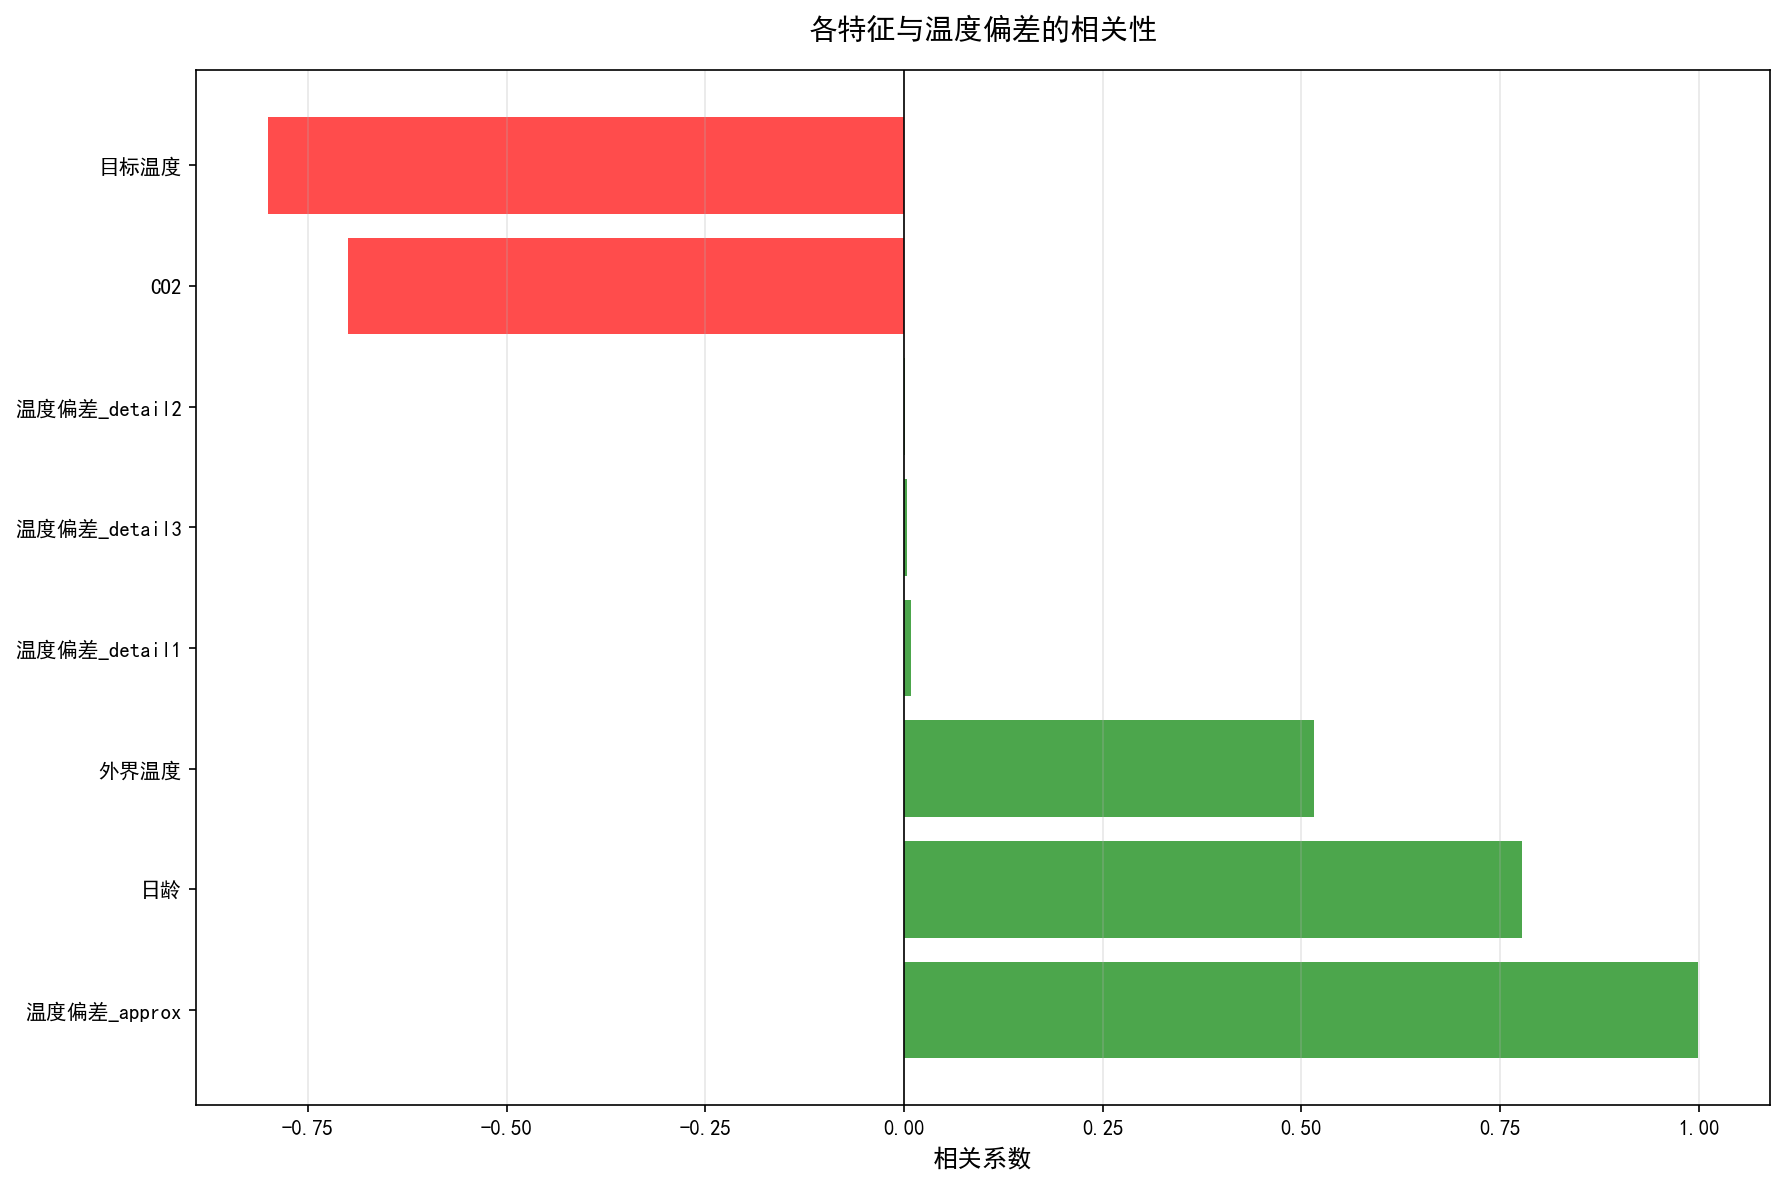 各特征与温度偏差的相关性
目标温度
CO2
温度偏差_detail2
温度偏差_detail3
温度偏差_detail1
外界温度
日龄
温度偏差_approx
-0.75
-0.50
-0.25
0.00
0.25
0.50
0.75
1.00
相关系数